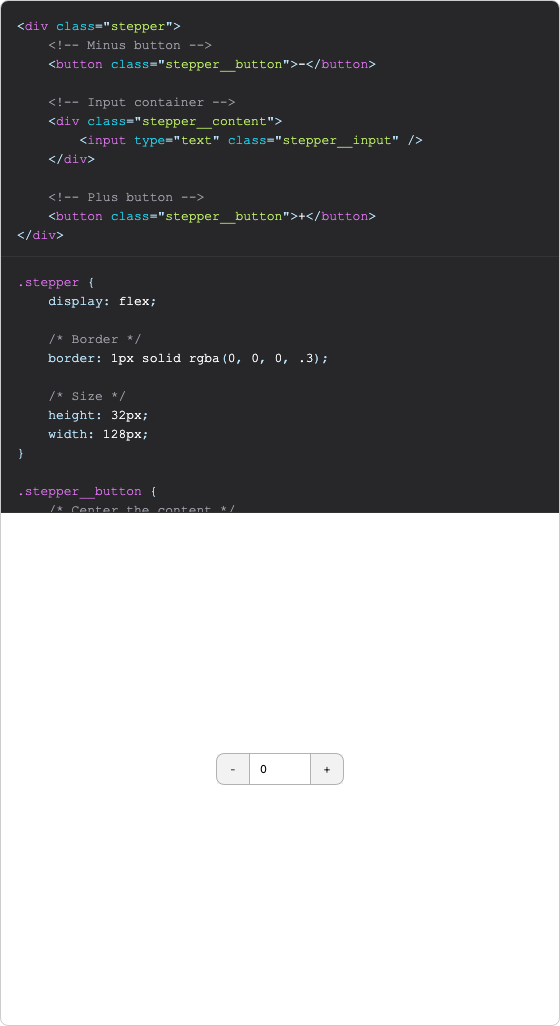 <div class="stepper">
    <!-- Minus button -->
    <button class="stepper__button">-</button>

    <!-- Input container -->
    <div class="stepper__content">
        <input type="text" class="stepper__input" />
    </div>

    <!-- Plus button -->
    <button class="stepper__button">+</button>
</div>
.stepper {
    display: flex;

    /* Border */
    border: 1px solid rgba(0, 0, 0, .3);

    /* Size */
    height: 32px;
    width: 128px;
}

.stepper__button {
    /* Center the content */
- 0 +